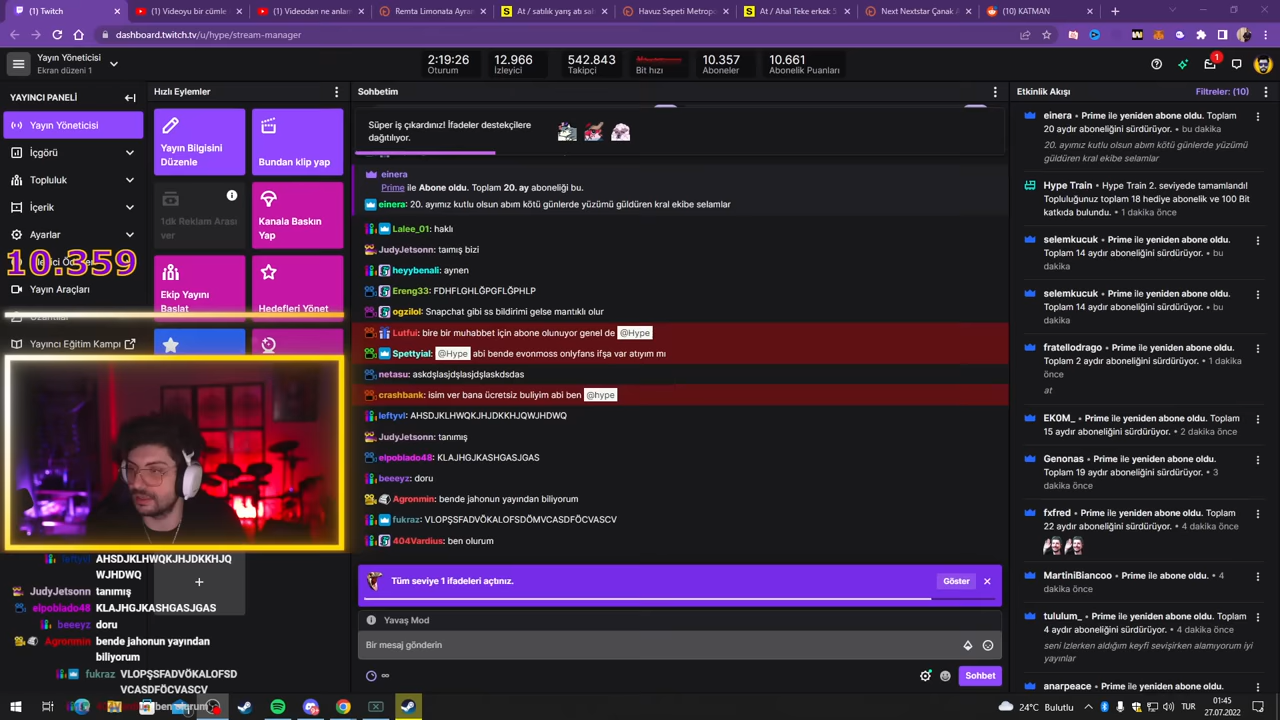 (1) Twitch
(1) Videoyu bir cümle
(1) Videodan ne anlam
Remta Limonata Ayran
At / satılık yarış atı sah
Havuz Sepeti Metropo
At / Ahal Teke erkek 5
Next Nextstar Çanak A
(10) KATMAN
dashboard.twitch.tv/u/hype/stream-manager
Yayın Yöneticisi
Ekran düzeni 1
2:19:26
Oturum
12.966
İzleyici
542.843
Takipçi
Bit hızı
10.357
Aboneler
10.661
Abonelik Puanları
1
YAYINCI PANELİ
Yayın Yöneticisi
İçgörü
Topluluk
İçerik
Ayarlar
10.359
Yayın Araçları
Yayıncı Eğitim Kampı
Hızlı Eylemler
Yayın Bilgisini
Düzenle
Bundan klip yap
1dk Reklam Arası
ver
Kanala Baskın
Yap
Ekip Yayını
Başlat
Hedefleri Yönet
Sohbetim
Süper iş çıkardınız! İfadeler destekçilere
dağıtılıyor.
einera
Prime ile Abone oldu. Toplam 20. ay aboneliği bu.
einera: 20. ayımız kutlu olsun abım kötü günlerde yüzümü güldüren kral ekibe selamlar
Lalee_01: haklı
JudyJetsonn: taımış bizi
heyybenali: aynen
Ereng33: FDHFLGHLĞPGFLĞPHLP
ogzilol: Snapchat gibi ss bildirimi gelse mantıklı olur
Lutfui: bire bir muhabbet için abone olunuyor genel de @Hype
Spettyial: @Hype abi bende evonmoss onlyfans ifşa var atıyım mı
netasu: askdşlasjdşlasjdşlaskdsdas
crashbank: isim ver bana ücretsiz buliyim abi ben @hype
leftyvl: AHSDJKLHWQKJHJDKKHJQWJHDWQ
JudyJetsonn: tanımış
elpoblado48: KLAJHGJKASHGASJGAS
beeeyz: doru
Agronmin: bende jahonun yayından biliyorum
fukraz: VLOPŞSFADVÖKALOFSDÖMVCASDFÖCVASCV
404Vardius: ben olurum
Tüm seviye 1 ifadeleri açtınız.
Göster
Yavaş Mod
Bir mesaj gönderin
Sohbet
Etkinlik Akışı
Filtreler: (10)
einera • Prime ile yeniden abone oldu. Toplam
20 aydır aboneliğini sürdürüyor. • bu dakika
20. ayımız kutlu olsun abım kötü günlerde yüzümü
güldüren kral ekibe selamlar
Hype Train • Hype Train 2. seviyede tamamlandı!
Topluluğunuz toplam 18 hediye abonelik ve 100 Bit
katkıda bulundu. • 1 dakika önce
selemkucuk • Prime ile yeniden abone oldu.
Toplam 14 aydır aboneliğini sürdürüyor. • bu
dakika
selemkucuk • Prime ile yeniden abone oldu.
Toplam 14 aydır aboneliğini sürdürüyor. • bu
dakika
fratellodrago • Prime ile yeniden abone oldu.
Toplam 2 aydır aboneliğini sürdürüyor. • 1 dakika
önce
at
EK0M_ • Prime ile yeniden abone oldu. Toplam
15 aydır aboneliğini sürdürüyor. • 2 dakika önce
Genonas • Prime ile yeniden abone oldu.
Toplam 19 aydır aboneliğini sürdürüyor. • 3
dakika önce
fxfred • Prime ile yeniden abone oldu. Toplam
22 aydır aboneliğini sürdürüyor. • 4 dakika önce
MartiniBiancoo • Prime ile abone oldu. • 4
dakika önce
tululum_ • Prime ile yeniden abone oldu. Toplam
4 aydır aboneliğini sürdürüyor. • 4 dakika önce
seni Izlerken aldığım keyfi sevişirken alamıyorum iyi
yayınlar
anarpeace • Prime ile yeniden abone oldu.
leftyvl AHSDJKLHWQKJHJDKKHJQ
WJHDWQ
JudyJetsonn tanımış
elpoblado48 KLAJHGJKASHGASJGAS
beeeyz doru
Agronmin bende jahonun yayından
biliyorum
fukraz VLOPŞSFADVÖKALOFSD
ÖMVCASDFÖCVASCV
ben olurum
24°C Bulutlu
TUR
01:45
27.07.2022